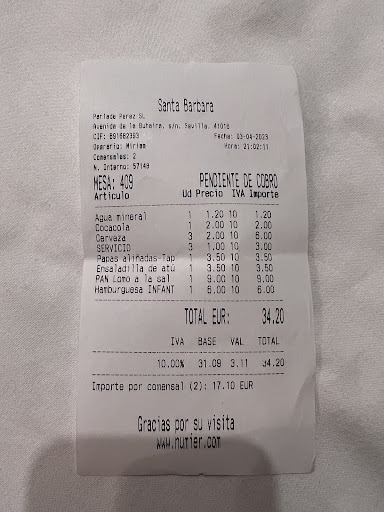 Santa Barbara
Parlade Perez SL
Avenida de la Buhaira, s/n. Sevilla. 41018
CIF: B91682393 Fecha: 03-04-2023
Operario: Miriam Hora: 21:02:11
Comensales: 2
N. Interno: 57149
MESA: 409 PENDIENTE DE COBRO
Artículo Ud Precio IVA Importe
Agua mineral 1 1.20 10 1.20
Cocacola 1 2.00 10 2.00
Cerveza 3 2.00 10 6.00
SERVICIO 3 1.00 10 3.00
Papas aliñadas-Tap 1 3.50 10 3.50
Ensaladilla de atú 1 3.50 10 3.50
PAN Lomo a la sal 1 9.00 10 9.00
Hamburguesa INFANT 1 6.00 10 6.00
TOTAL EUR: 34.20
IVA BASE VAL TOTAL
10.00% 31.09 3.11 34.20
Importe por comensal (2): 17.10 EUR
Gracias por su visita
www.numier.com